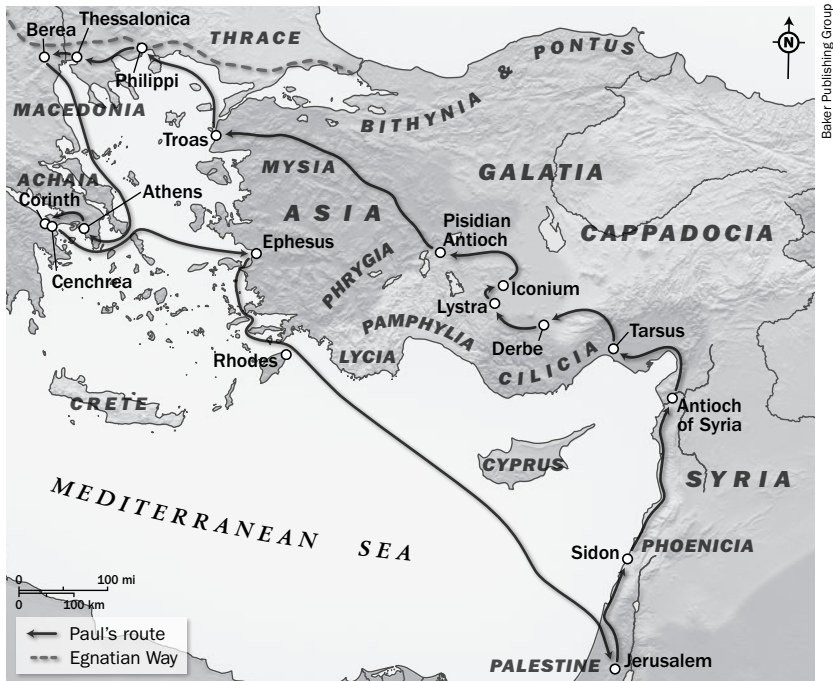 Berea
Thessalonica
THRACE
Philippi
BITHYNIA & PONTUS
N
Baker Publishing Group
MACEDONIA
Troas
MYSIA
GALATIA
ACHAIA
Corinth
Athens
ASIA
Pisidian
Antioch
CAPPADOCIA
Ephesus
Cenchrea
PHRYGIA
Iconium
Lystra
PAMPHYLIA
Derbe
Tarsus
Rhodes
LYCIA
CILICIA
CRETE
Antioch
of Syria
CYPRUS
SYRIA
MEDITERRANEAN SEA
Sidon
PHOENICIA
0 100 mi
0 100 km
Paul's route
Egnatian Way
PALESTINE
Jerusalem